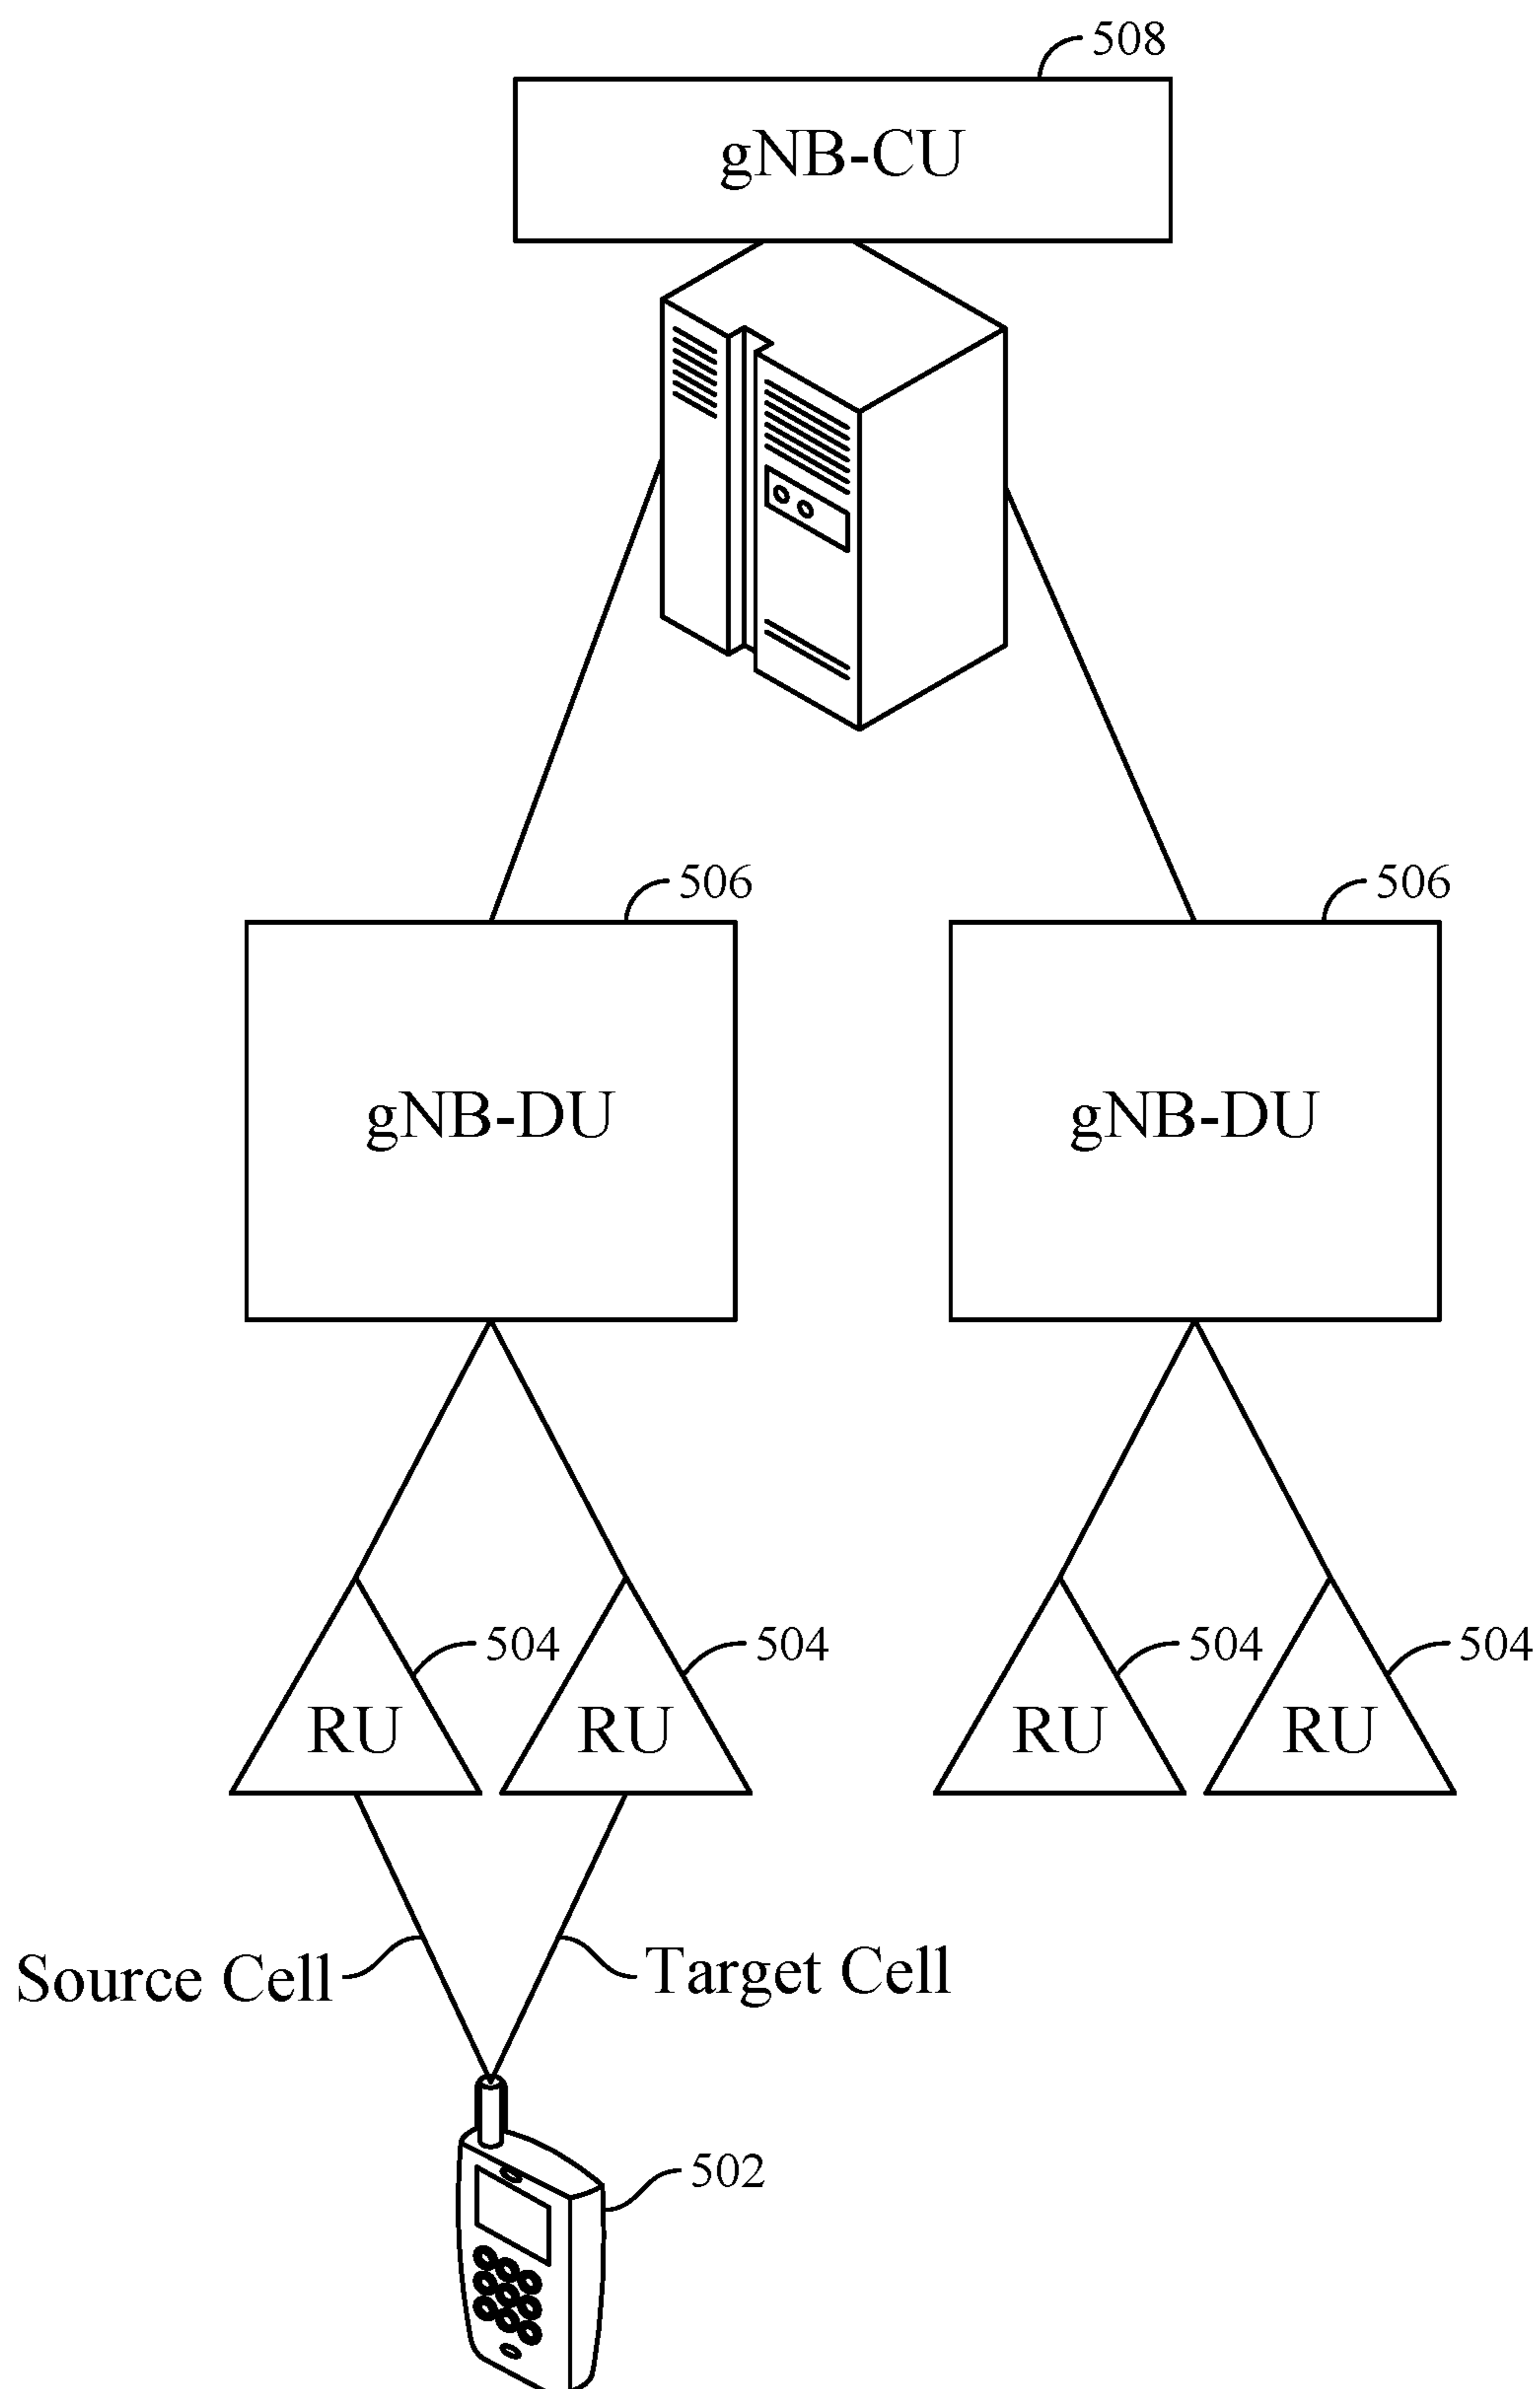 508
gNB-CU
506
506
gNB-DU
gNB-DU
504
504
504
504
RU
RU
RU
RU
Source Cell
Target Cell
502